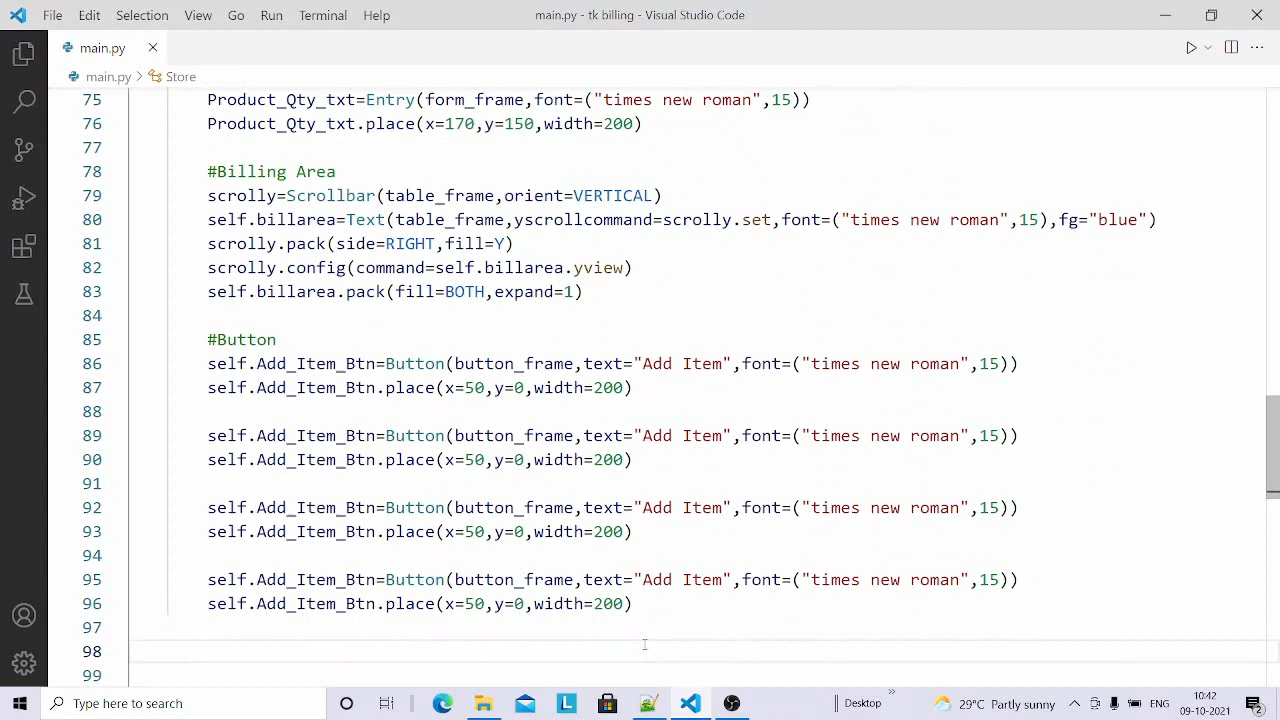 File Edit Selection View Go Run Terminal Help main.py - tk billing - Visual Studio Code
main.py
main.py > Store
75 Product_Qty_txt=Entry(form_frame,font=("times new roman",15))
76 Product_Qty_txt.place(x=170,y=150,width=200)
77
78 #Billing Area
79 scrolly=Scrollbar(table_frame,orient=VERTICAL)
80 self.billarea=Text(table_frame,yscrollcommand=scrolly.set,font=("times new roman",15),fg="blue")
81 scrolly.pack(side=RIGHT,fill=Y)
82 scrolly.config(command=self.billarea.yview)
83 self.billarea.pack(fill=BOTH,expand=1)
84
85 #Button
86 self.Add_Item_Btn=Button(button_frame,text="Add Item",font=("times new roman",15))
87 self.Add_Item_Btn.place(x=50,y=0,width=200)
88
89 self.Add_Item_Btn=Button(button_frame,text="Add Item",font=("times new roman",15))
90 self.Add_Item_Btn.place(x=50,y=0,width=200)
91
92 self.Add_Item_Btn=Button(button_frame,text="Add Item",font=("times new roman",15))
93 self.Add_Item_Btn.place(x=50,y=0,width=200)
94
95 self.Add_Item_Btn=Button(button_frame,text="Add Item",font=("times new roman",15))
96 self.Add_Item_Btn.place(x=50,y=0,width=200)
97
98
99
Type here to search L Desktop 29°C Partly sunny ENG 10:42
09-10-2021 2